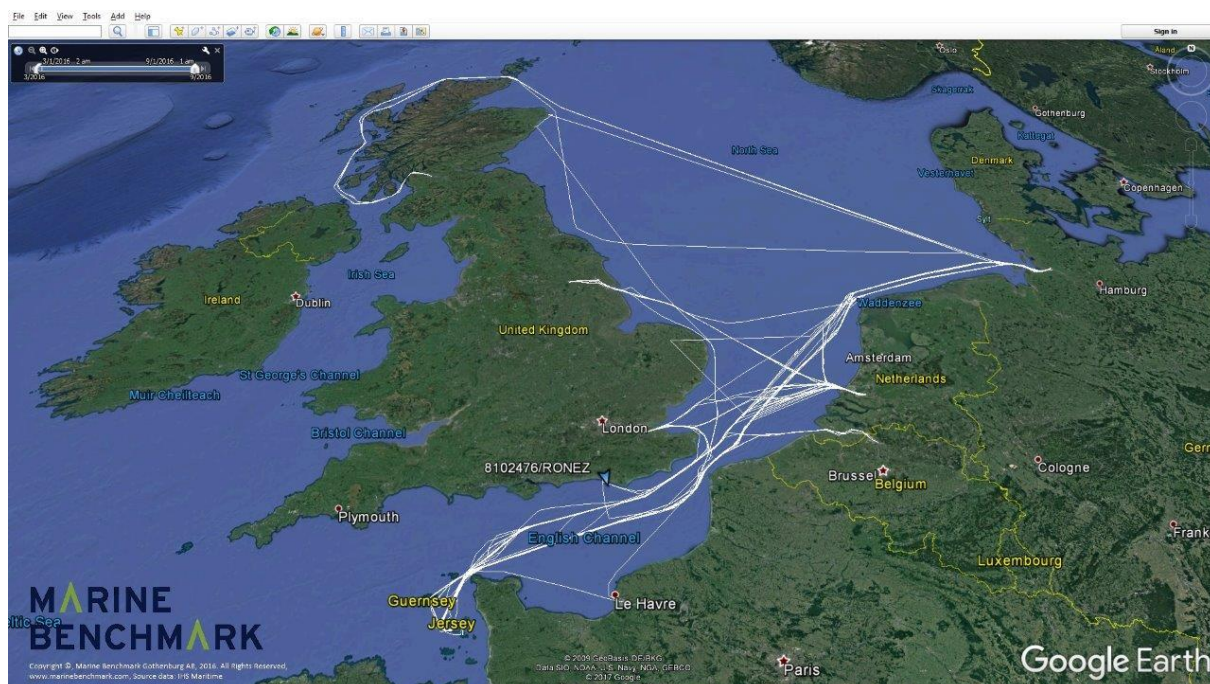 File Edit View Tools Add Help
Sign in
3/1/2016 - 2 am
9/1/2016 - 1 am
3/2016
9/2016
Oslo
Åland
Stockholm
Skagerrak
Gothenburg
Kattegat
North Sea
Denmark
Vesterhavet
Copenhagen
Sylt
Irish Sea
Ireland
Dublin
Hamburg
Waddenzee
United Kingdom
Amsterdam
Netherlands
St George's Channel
Muir Cheilteach
Bristol Channel
London
8102476/RONEZ
Brussel
Belgium
Cologne
Plymouth
English Channel
Frank
Luxembourg
Guernsey
Jersey
Le Havre
Paris
MARINE
BENCHMARK
Copyright ©, Marine Benchmark Gothenburg AB, 2016. All Rights Reserved,
www.marinebenchmark.com, Source data: IHS Maritime
© 2009 GeoBasis-DE/BKG
Data SIO, NOAA, U.S. Navy, NGA, GEBCO
© 2017 Google
Google Earth